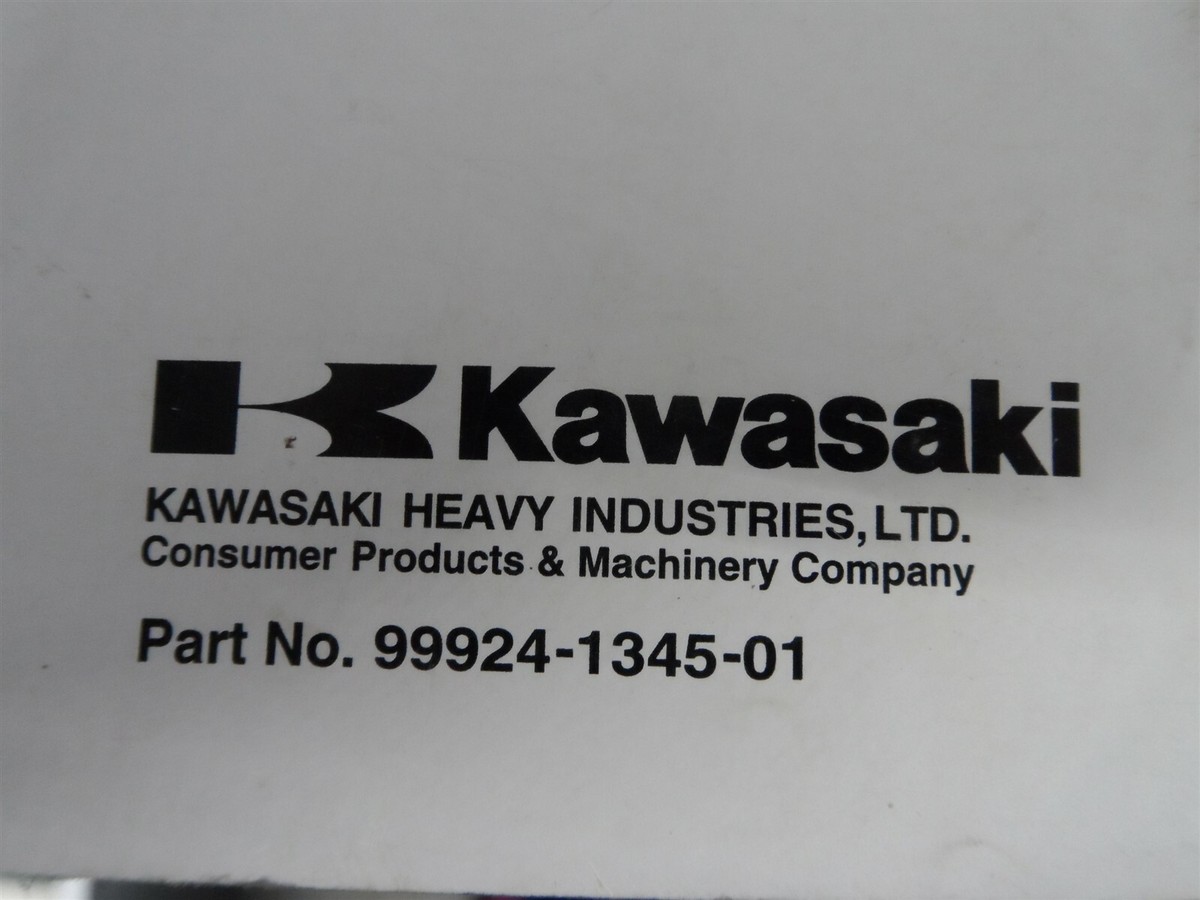 Kawasaki
KAWASAKI HEAVY INDUSTRIES, LTD.
Consumer Products & Machinery Company
Part No. 99924-1345-01